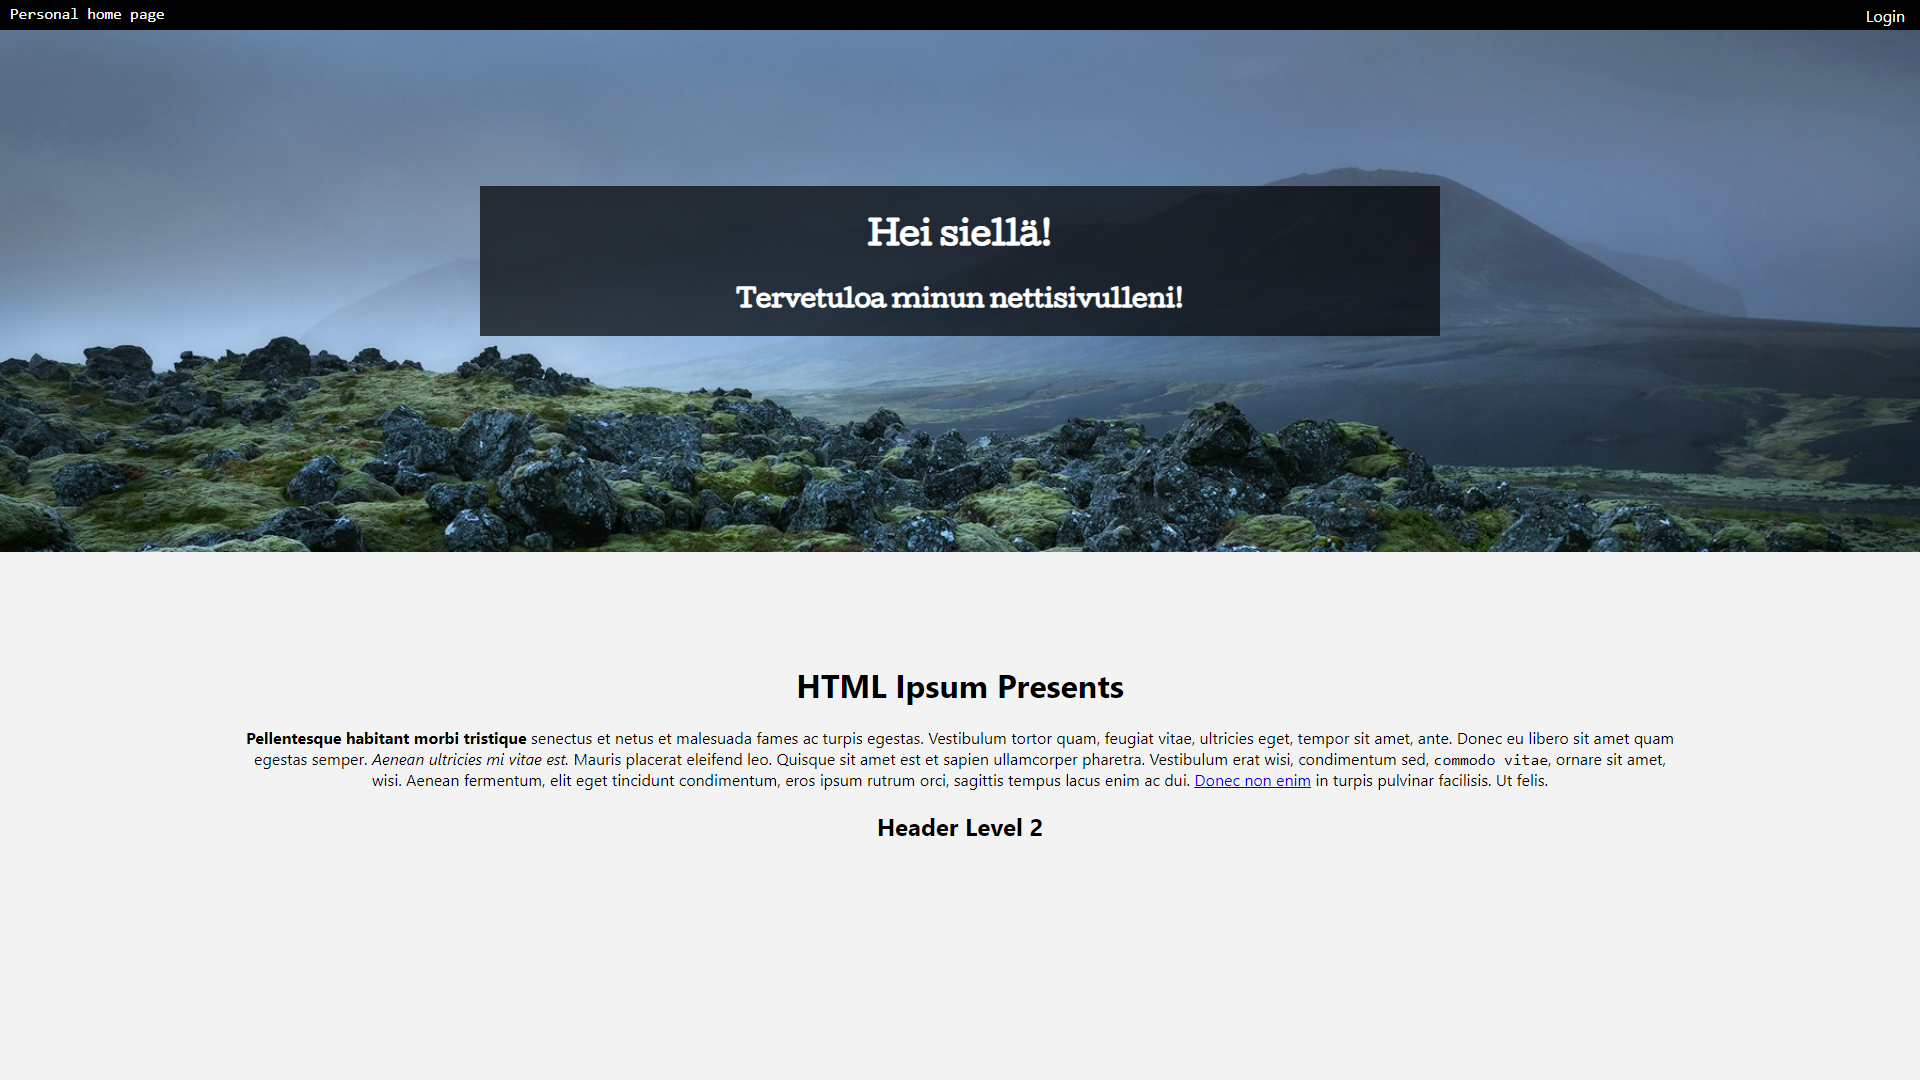 Personal home page
Login
Hei siellä!
Tervetuloa minun nettisivulleni!
HTML Ipsum Presents
Pellentesque habitant morbi tristique senectus et netus et malesuada fames ac turpis egestas. Vestibulum tortor quam, feugiat vitae, ultricies eget, tempor sit amet, ante. Donec eu libero sit amet quam
egestas semper. Aenean ultricies mi vitae est. Mauris placerat eleifend leo. Quisque sit amet est et sapien ullamcorper pharetra. Vestibulum erat wisi, condimentum sed, commodo vitae, ornare sit amet,
wisi. Aenean fermentum, elit eget tincidunt condimentum, eros ipsum rutrum orci, sagittis tempus lacus enim ac dui. Donec non enim in turpis pulvinar facilisis. Ut felis.
Header Level 2